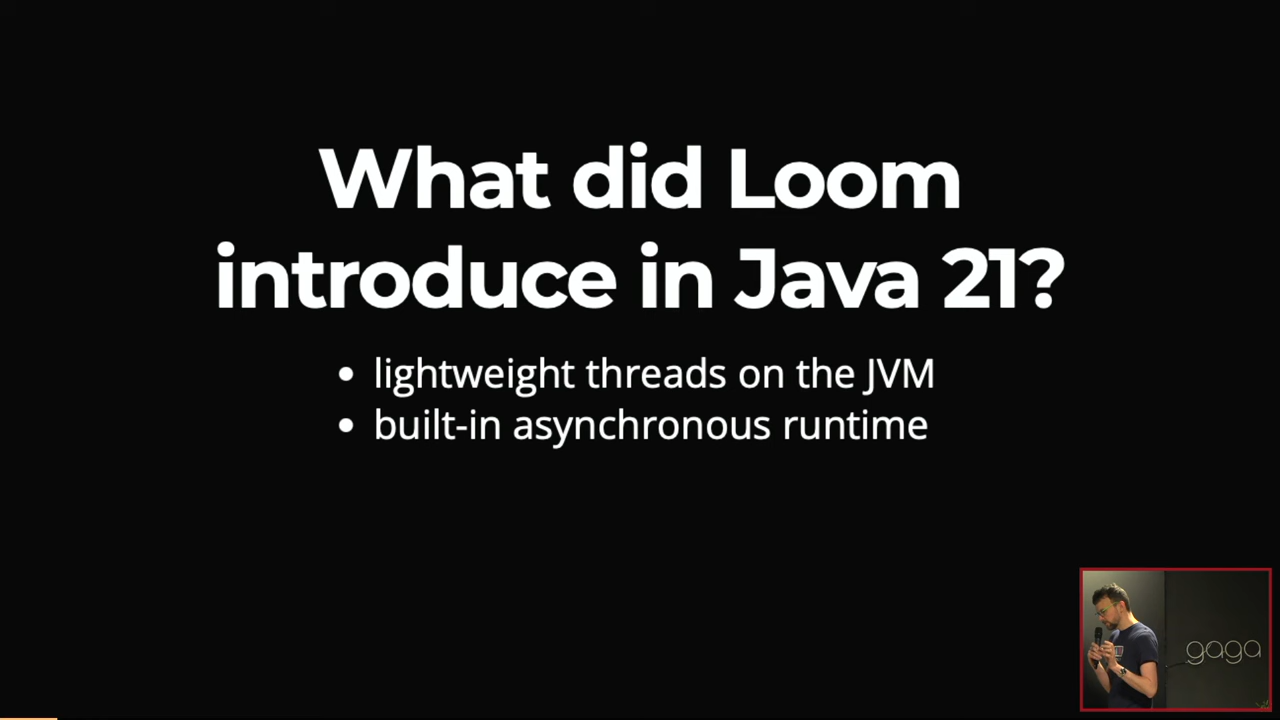 What did Loom
introduce in Java 21?
• lightweight threads on the JVM
• built-in asynchronous runtime
gaga